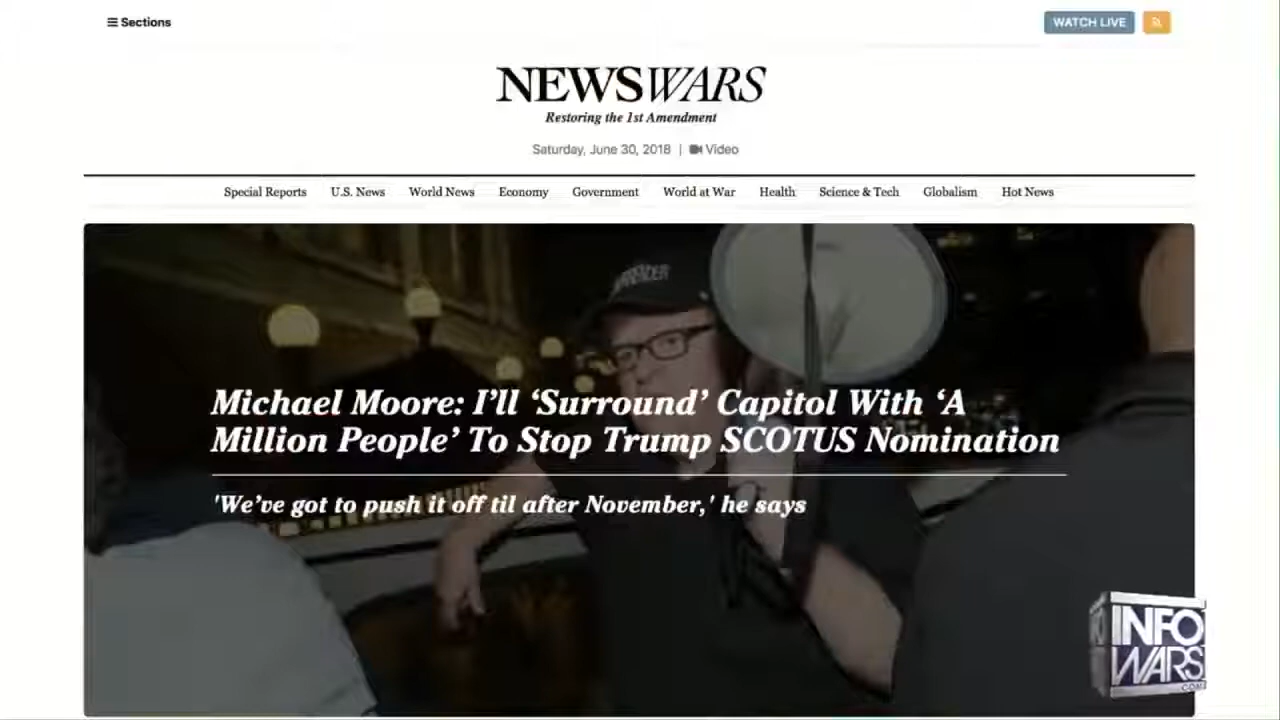 Sections
WATCH LIVE
NEWSWARS
Restoring the 1st Amendment
Saturday, June 30, 2018 | Video
Special Reports U.S. News World News Economy Government World at War Health Science & Tech Globalism Hot News
Michael Moore: I'll ‘Surround’ Capitol With ‘A
Million People’ To Stop Trump SCOTUS Nomination
'We've got to push it off til after November,' he says
INFO
WARS
.COM